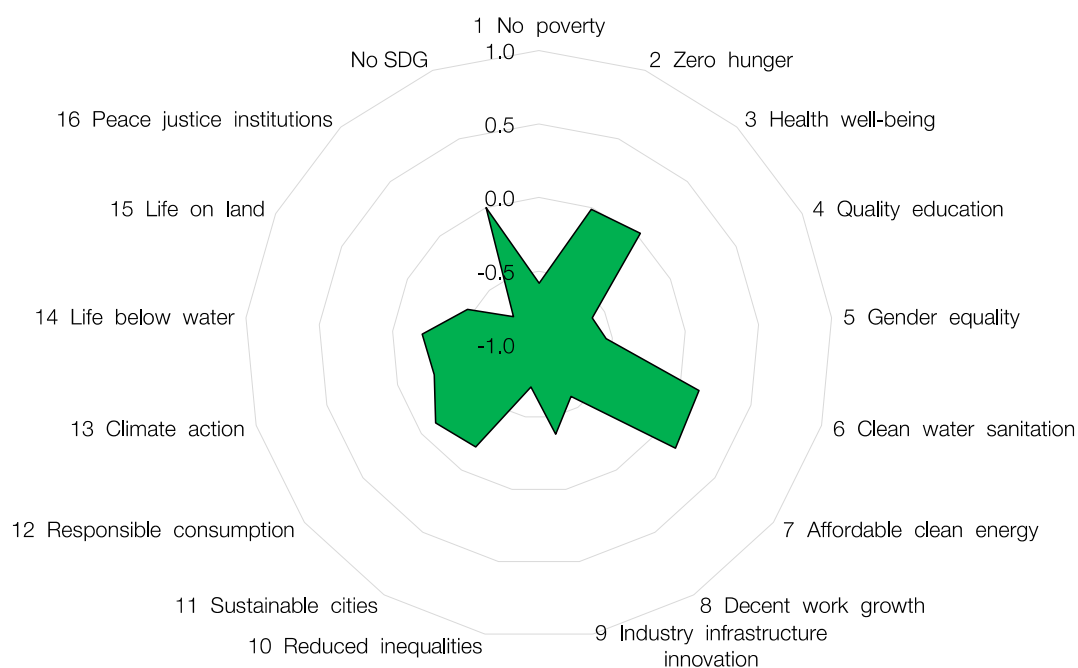 1 No poverty
1.0
0.5
0.0
-0.5
-1.0
2 Zero hunger
3 Health well-being
4 Quality education
5 Gender equality
6 Clean water sanitation
7 Affordable clean energy
8 Decent work growth
9 Industry infrastructure
innovation
10 Reduced inequalities
11 Sustainable cities
12 Responsible consumption
13 Climate action
14 Life below water
15 Life on land
16 Peace justice institutions
No SDG